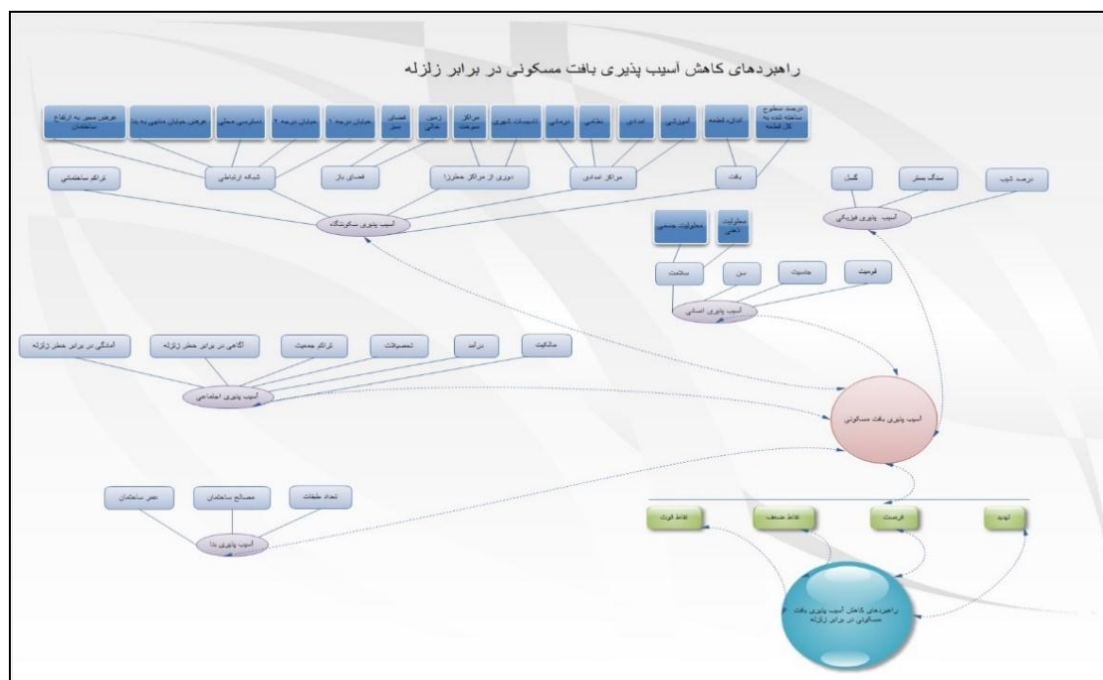 راهبردهای کاهش آسیب پذیری بافت مسکونی در برابر زلزله
درصد سطوح
ساخته شده به
کل قطعه
اندازه قطعه
آموزشی
امدادی
نظامی
درمانی
تاسیسات شهری
مراکز
سوخت
زمین
خالی
فضای
سبز
خیابان درجه ۱
خیابان درجه ۲
دسترسی محلی
عرض خیابان منتهی به بنا
عرض مسیر به ارتفاع
ساختمان
بافت
مراکز امدادی
دوری از مراکز خطرزا
فضای باز
شبکه ارتباطی
تراکم ساختمانی
آسیب پذیری سکونتگاه
درصد شیب
سنگ بستر
گسل
آسیب پذیری فیزیکی
معلولیت
ذهنی
معلولیت جسمی
قومیت
جنسیت
سن
سلامت
آسیب پذیری انسانی
مالکیت
درآمد
تحصیلات
تراکم جمعیت
آگاهی در برابر خطر زلزله
آمادگی در برابر خطر زلزله
آسیب پذیری اجتماعی
آسیب پذیری بافت مسکونی
تعداد طبقات
مصالح ساختمان
عمر ساختمان
آسیب پذیری بنا
تهدید
فرصت
نقاط ضعف
نقاط قوت
راهبردهای کاهش آسیب پذیری بافت
مسکونی در برابر زلزله